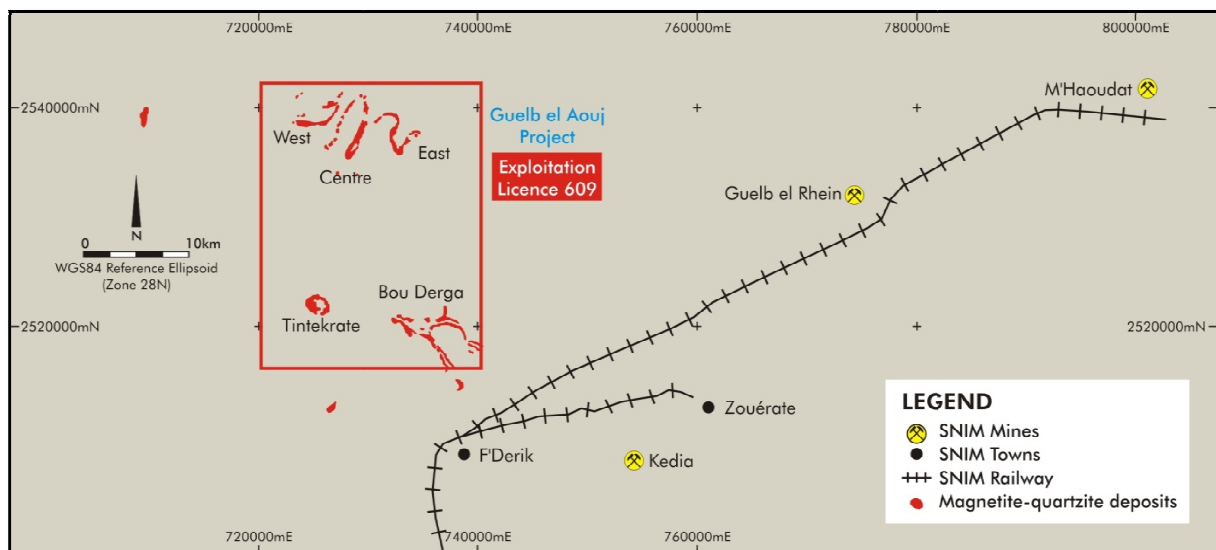 720000mE
740000mE
760000mE
780000mE
800000mE
2540000mN
West
Centre
East
Guelb el Aouj
Project
Exploitation
Licence 609
M'Haoudat
Guelb el Rhein
N
0
10km
WGS84 Reference Ellipsoid
(Zone 28N)
Bou Derga
Tintekrate
2520000mN
2520000mN
Zouérate
F'Derik
Kedia
LEGEND
SNIM Mines
SNIM Towns
SNIM Railway
Magnetite-quartzite deposits
720000mE
740000mE
760000mE